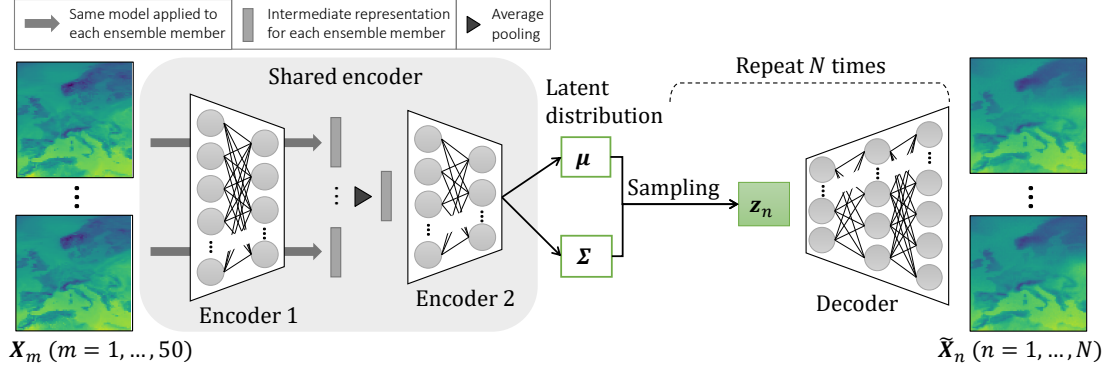 Same model applied to
each ensemble member
Intermediate representation
for each ensemble member
Average
pooling
Shared encoder
Latent
distribution
Repeat N times
μ
Sampling
z_n
Σ
Encoder 1
Encoder 2
Decoder
X_m (m = 1, … , 50)
X̃_n (n = 1, … , N)